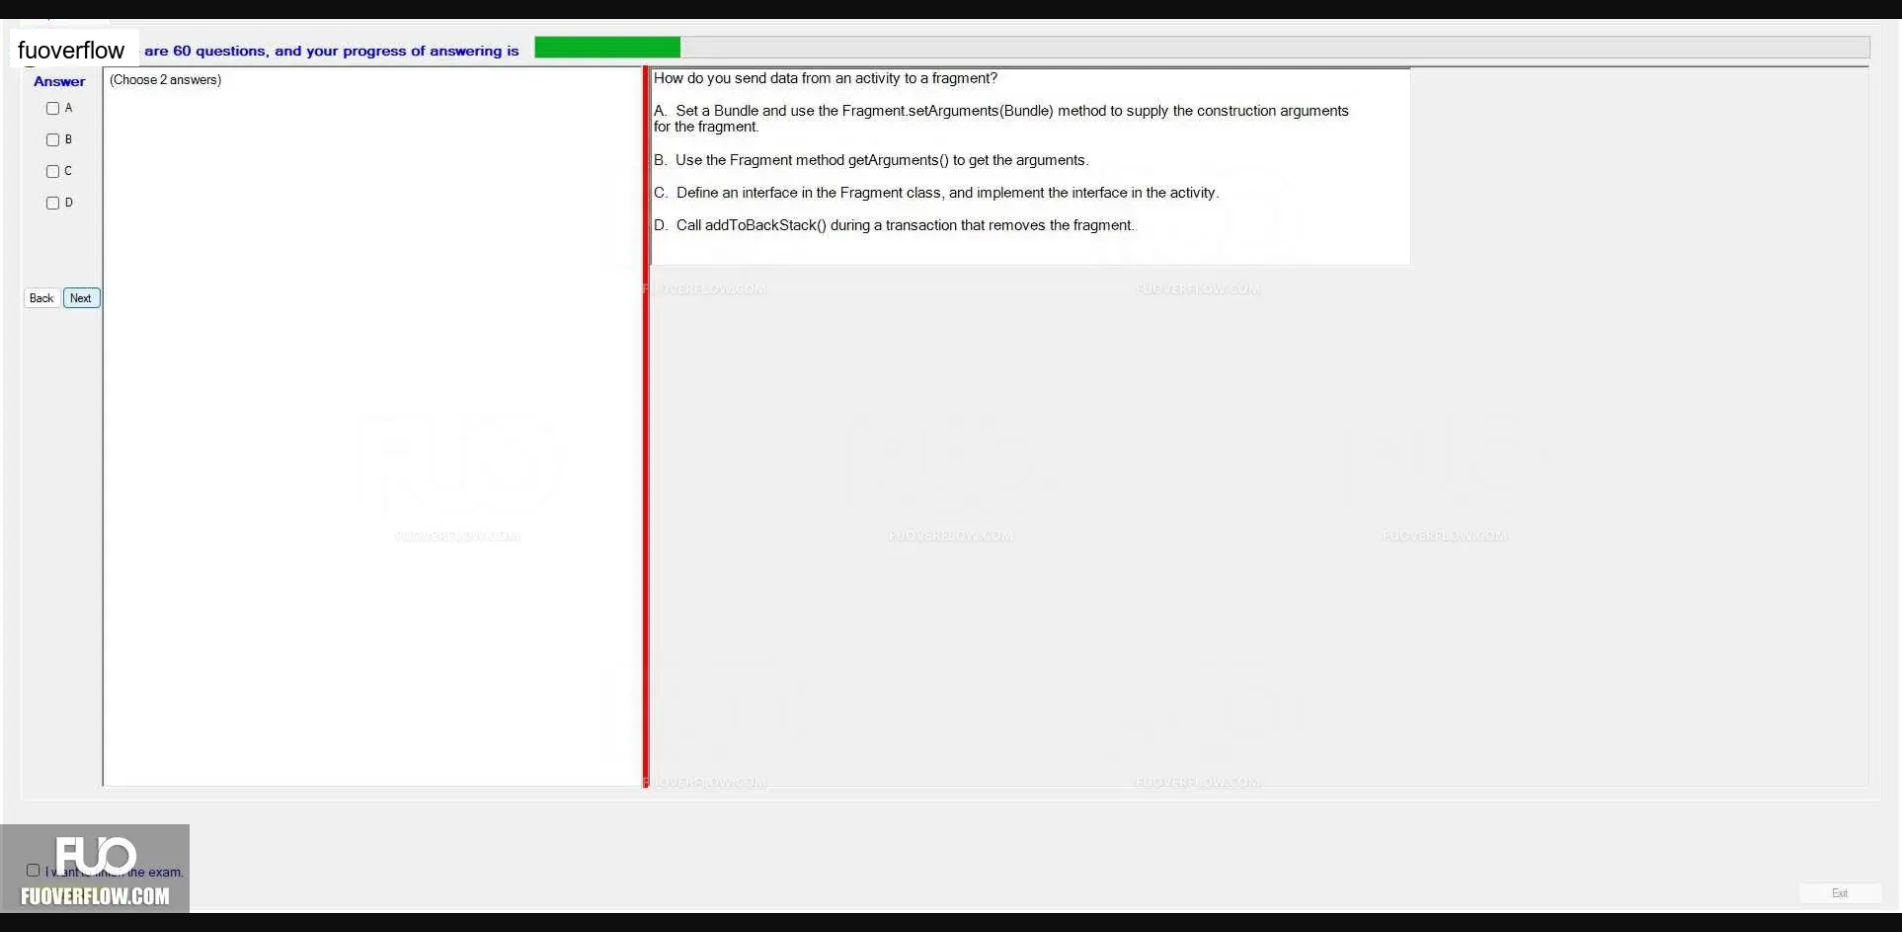 fuoverflow are 60 questions, and your progress of answering is
Answer
(Choose 2 answers)
A
B
C
D
Back Next
How do you send data from an activity to a fragment?
A. Set a Bundle and use the Fragment.setArguments(Bundle) method to supply the construction arguments
for the fragment.
B. Use the Fragment method getArguments() to get the arguments.
C. Define an interface in the Fragment class, and implement the interface in the activity.
D. Call addToBackStack() during a transaction that removes the fragment.
FUOVERFLOW.COM FUOVERFLOW.COM
FUO
FUOVERFLOW.COM FUOVERFLOW.COM FUOVERFLOW.COM
FUOVERFLOW.COM FUOVERFLOW.COM
FUO
I want to finish the exam.
FUOVERFLOW.COM
Exit